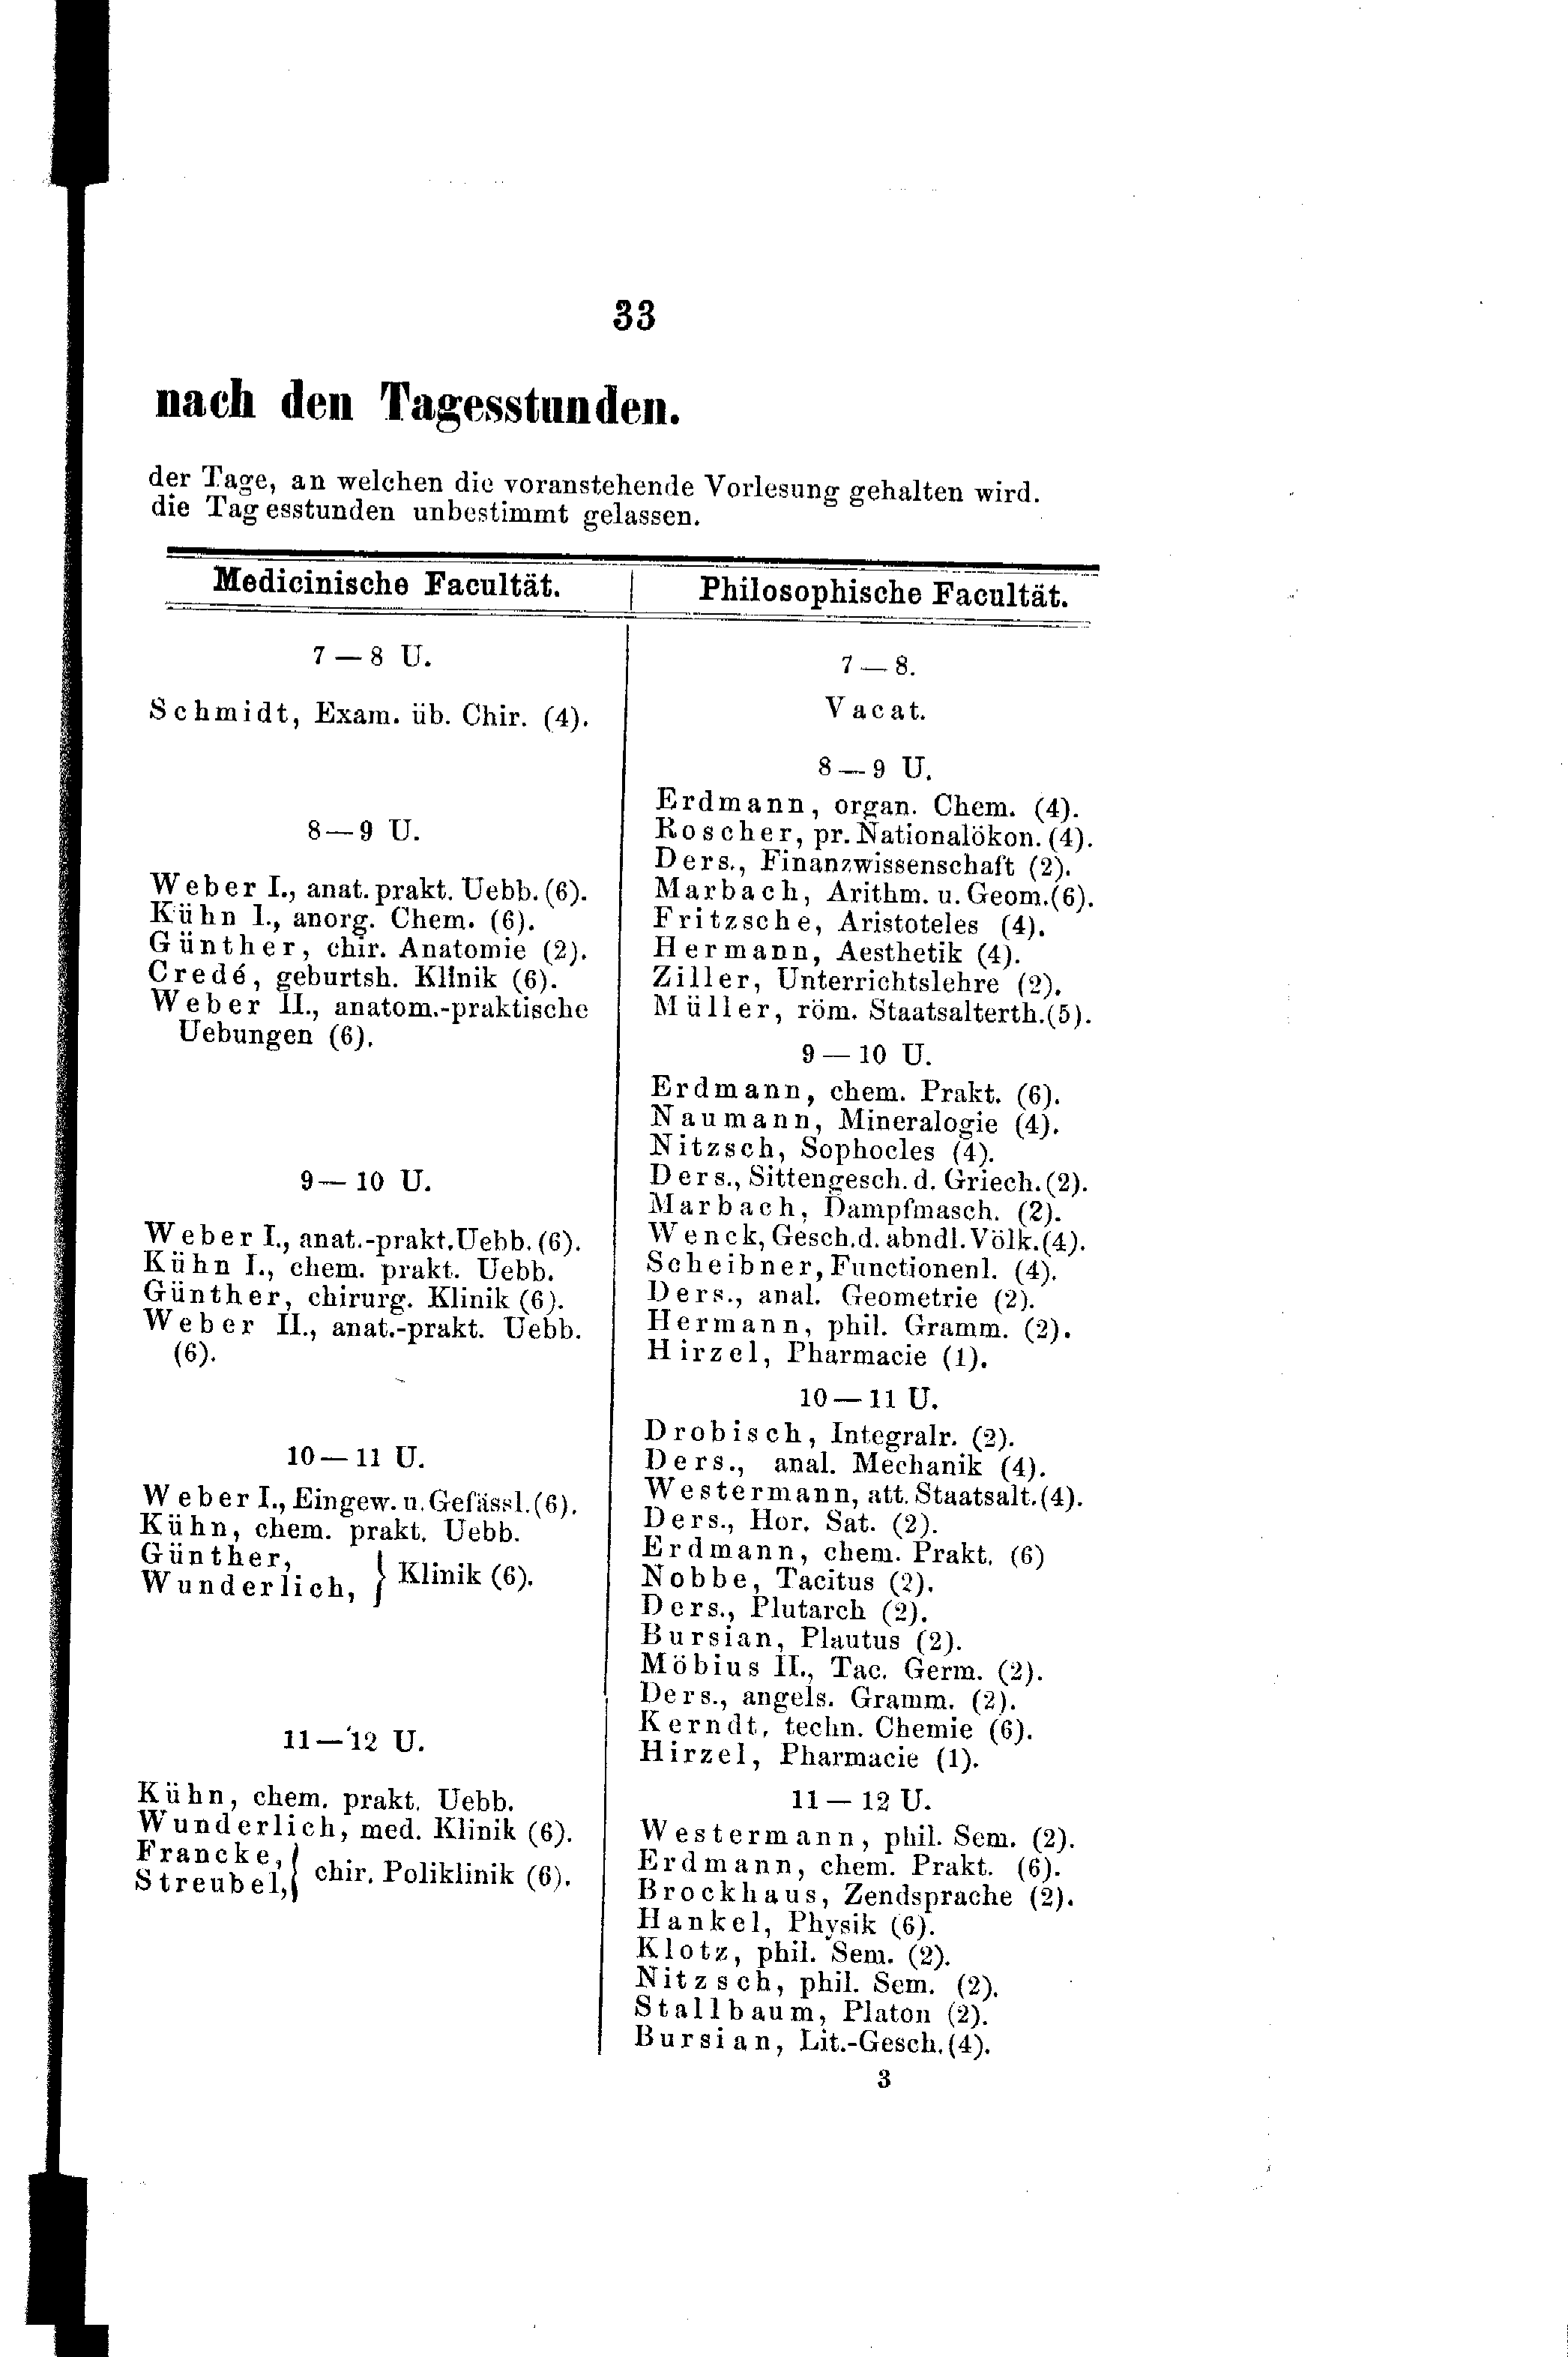 33
nach den Tagesstunden.
der Tage, an welchen die voranstehende Vorlesung gehalten wird.
die Tagesstunden unbestimmt gelassen.
Medicinische Facultät.
7 — 8 U.
Schmidt, Exam. üb. Chir. (4).
8 — 9 U.
Weber I., anat. prakt. Uebb. (6).
Kühn I., anorg. Chem. (6).
Günther, chir. Anatomie (2).
Credé, geburtsh. Klinik (6).
Weber II., anatom.-praktische
Uebungen (6).
9 — 10 U.
Weber I., anat.-prakt. Uebb. (6).
Kühn I., chem. prakt. Uebb.
Günther, chirurg. Klinik (6).
Weber II., anat.-prakt. Uebb.
(6).
10 — 11 U.
Weber I., Eingew. u. Gefässl. (6).
Kühn, chem. prakt. Uebb.
Günther,
Wunderlich, } Klinik (6).
11 — 12 U.
Kühn, chem. prakt. Uebb.
Wunderlich, med. Klinik (6).
Francke,
Streubel, } chir. Poliklinik (6).
Philosophische Facultät.
7 — 8.
Vacat.
8 — 9 U.
Erdmann, organ. Chem. (4).
Roscher, pr. Nationalökon. (4).
Ders., Finanzwissenschaft (2).
Marbach, Arithm. u. Geom. (6).
Fritzsche, Aristoteles (4).
Hermann, Aesthetik (4).
Ziller, Unterrichtslehre (2).
Müller, röm. Staatsalterth. (5).
9 — 10 U.
Erdmann, chem. Prakt. (6).
Naumann, Mineralogie (4).
Nitzsch, Sophocles (4).
Ders., Sittengesch. d. Griech. (2).
Marbach, Dampfmasch. (2).
Wenck, Gesch. d. abndl. Völk. (4).
Scheibner, Functionenl. (4).
Ders., anal. Geometrie (2).
Hermann, phil. Gramm. (2).
Hirzel, Pharmacie (1).
10 — 11 U.
Drobisch, Integralr. (2).
Ders., anal. Mechanik (4).
Westermann, att. Staatsalt. (4).
Ders., Hor. Sat. (2).
Erdmann, chem. Prakt. (6)
Nobbe, Tacitus (2).
Ders., Plutarch (2).
Bursian, Plautus (2).
Möbius II., Tac. Germ. (2).
Ders., angels. Gramm. (2).
Kerndt, techn. Chemie (6).
Hirzel, Pharmacie (1).
11 — 12 U.
Westermann, phil. Sem. (2).
Erdmann, chem. Prakt. (6).
Brockhaus, Zendsprache (2).
Hankel, Physik (6).
Klotz, phil. Sem. (2).
Nitzsch, phil. Sem. (2).
Stallbaum, Platon (2).
Bursian, Lit.-Gesch. (4).
3